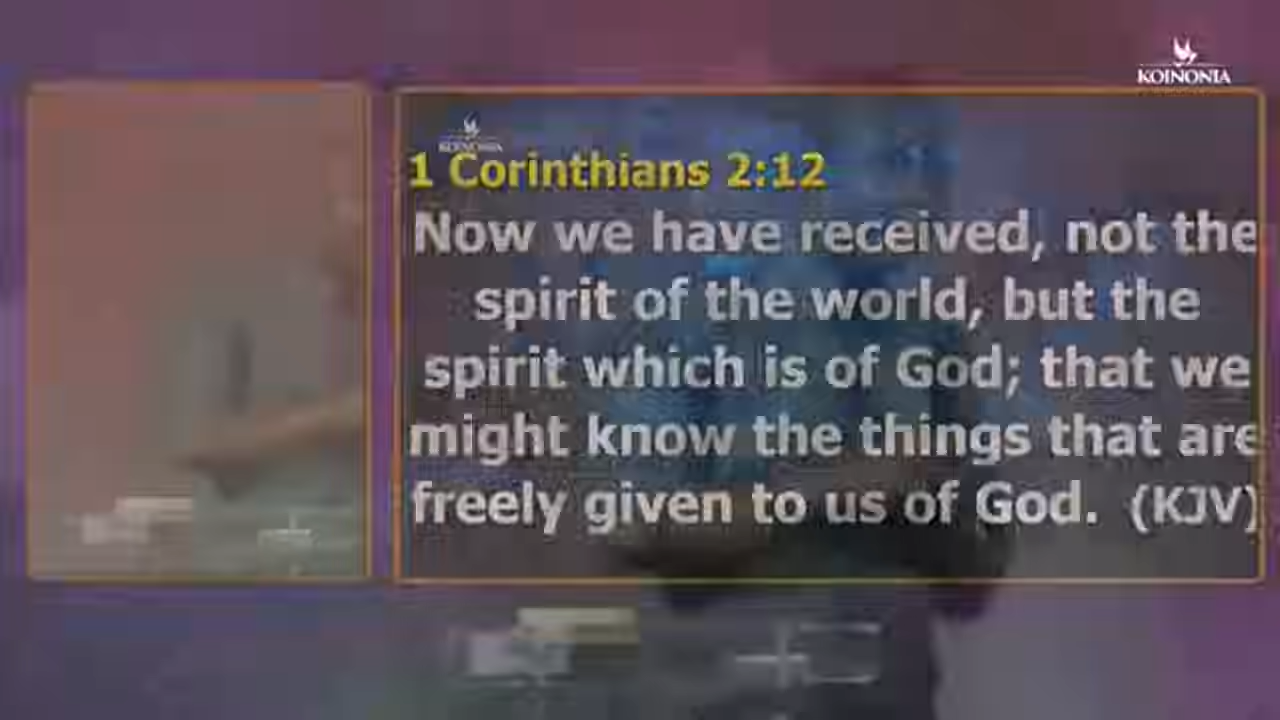 KOINONIA
KOINONIA
1 Corinthians 2:12
Now we have received, not the
spirit of the world, but the
spirit which is of God; that we
might know the things that are
freely given to us of God. (KJV)